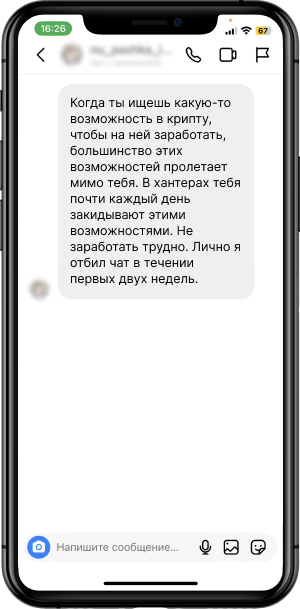 16:26
67
Когда ты ищешь какую-то
возможность в крипту,
чтобы на ней заработать,
большинство этих
возможностей пролетает
мимо тебя. В хантерах тебя
почти каждый день
закидывают этими
возможностями. Не
заработать трудно. Лично я
отбил чат в течении
первых двух недель.
Напишите сообщение...